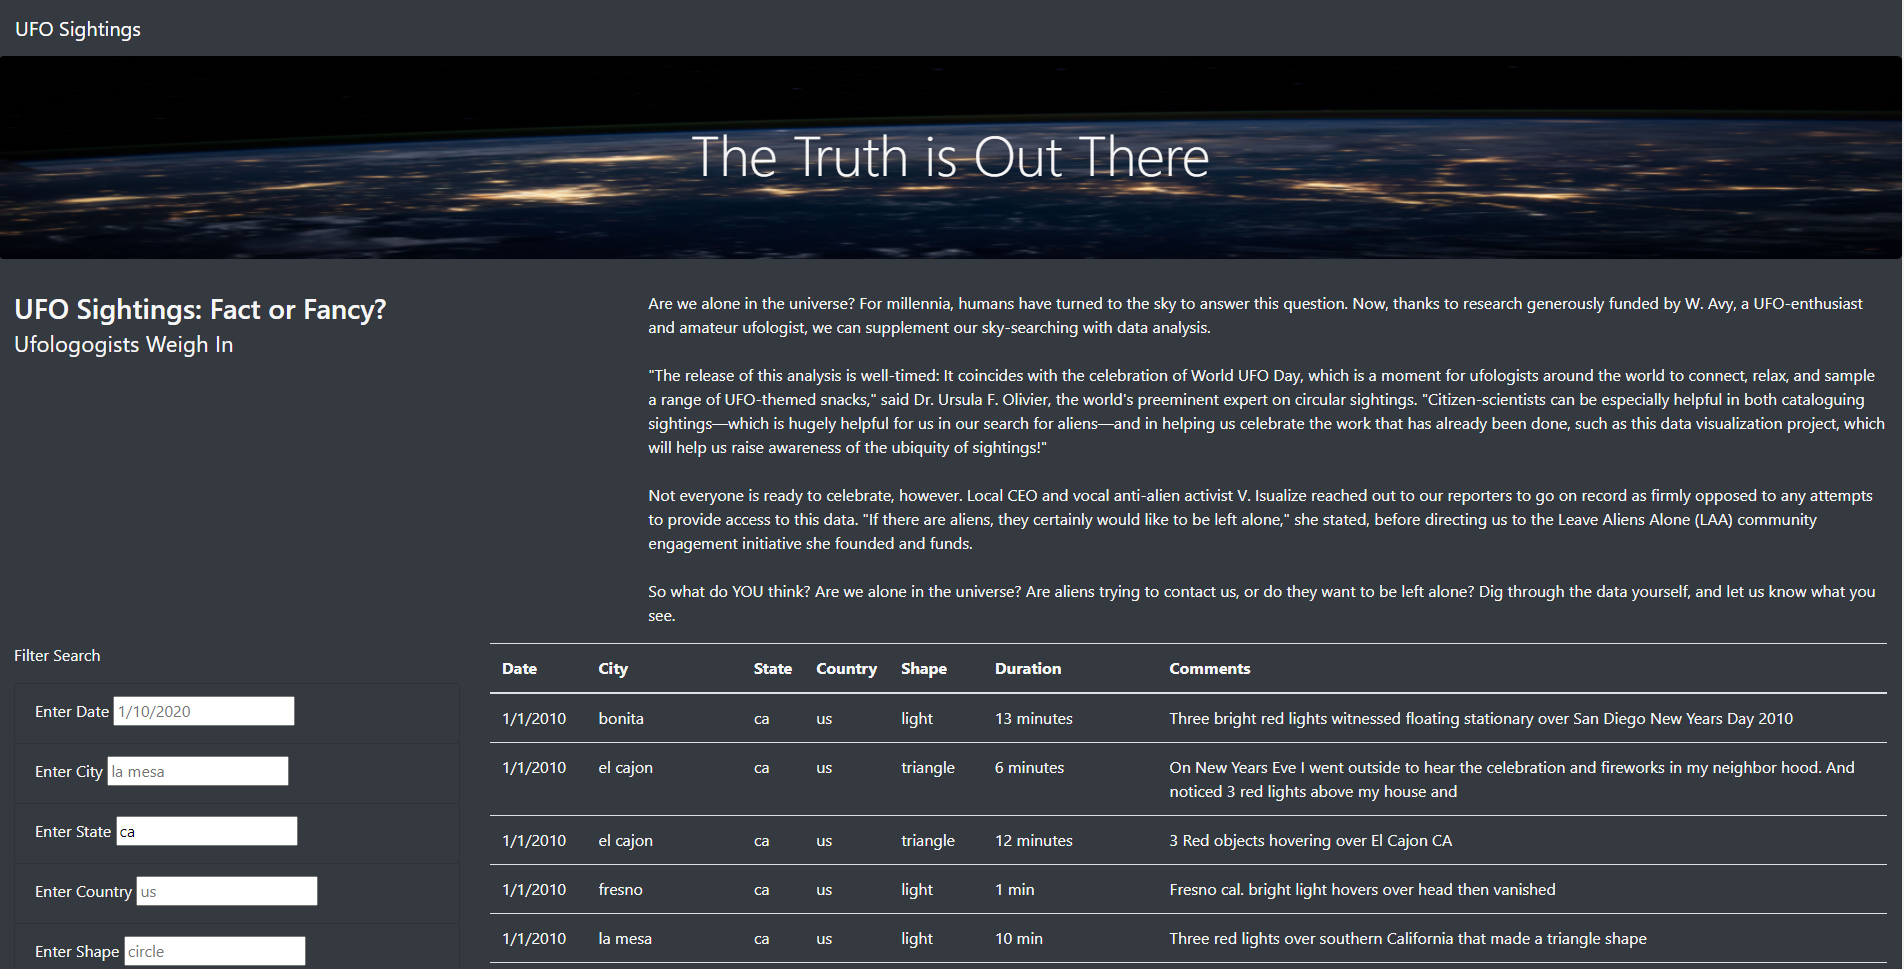 UFO Sightings
The Truth is Out There
UFO Sightings: Fact or Fancy?
Ufologogists Weigh In
Are we alone in the universe? For millennia, humans have turned to the sky to answer this question. Now, thanks to research generously funded by W. Avy, a UFO-enthusiast
and amateur ufologist, we can supplement our sky-searching with data analysis.
"The release of this analysis is well-timed: It coincides with the celebration of World UFO Day, which is a moment for ufologists around the world to connect, relax, and sample
a range of UFO-themed snacks," said Dr. Ursula F. Olivier, the world's preeminent expert on circular sightings. "Citizen-scientists can be especially helpful in both cataloguing
sightings—which is hugely helpful for us in our search for aliens—and in helping us celebrate the work that has already been done, such as this data visualization project, which
will help us raise awareness of the ubiquity of sightings!"
Not everyone is ready to celebrate, however. Local CEO and vocal anti-alien activist V. Isualize reached out to our reporters to go on record as firmly opposed to any attempts
to provide access to this data. "If there are aliens, they certainly would like to be left alone," she stated, before directing us to the Leave Aliens Alone (LAA) community
engagement initiative she founded and funds.
So what do YOU think? Are we alone in the universe? Are aliens trying to contact us, or do they want to be left alone? Dig through the data yourself, and let us know what you
see.
Filter Search
Enter Date 1/10/2020
Enter City la mesa
Enter State ca
Enter Country us
Enter Shape circle
Date City State Country Shape Duration Comments
1/1/2010 bonita ca us light 13 minutes Three bright red lights witnessed floating stationary over San Diego New Years Day 2010
1/1/2010 el cajon ca us triangle 6 minutes On New Years Eve I went outside to hear the celebration and fireworks in my neighbor hood. And
noticed 3 red lights above my house and
1/1/2010 el cajon ca us triangle 12 minutes 3 Red objects hovering over El Cajon CA
1/1/2010 fresno ca us light 1 min Fresno cal. bright light hovers over head then vanished
1/1/2010 la mesa ca us light 10 min Three red lights over southern California that made a triangle shape